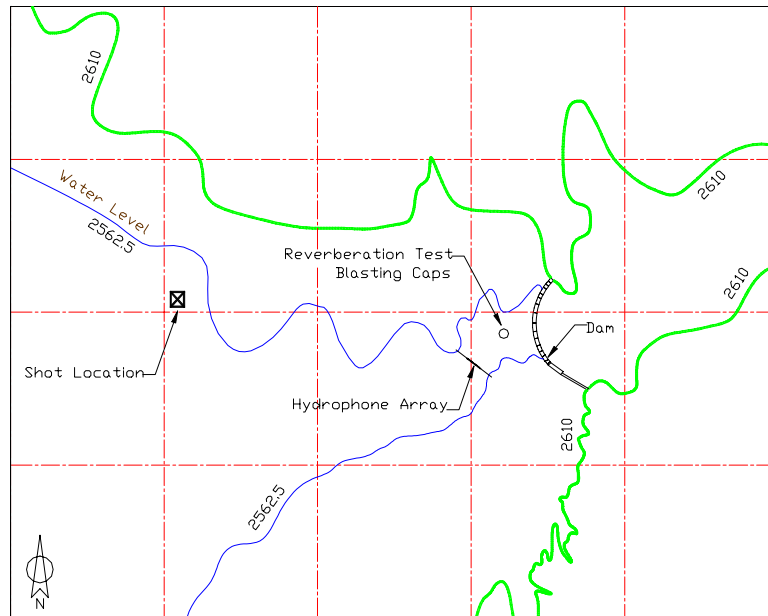 2610
Water Level
2562.5
2610
Reverberation Test
Blasting Caps
2610
Dam
Shot Location
Hydrophone Array
2610
2562.5
N